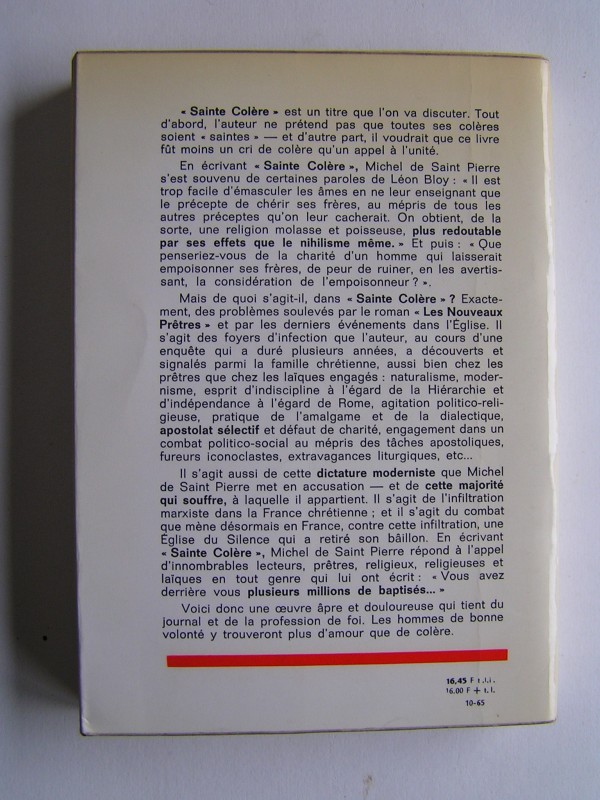 « Sainte Colère » est un titre que l'on va discuter. Tout
d'abord, l'auteur ne prétend pas que toutes ses colères
soient « saintes » — et d'autre part, il voudrait que ce livre
fût moins un cri de colère qu'un appel à l'unité.
En écrivant « Sainte Colère », Michel de Saint Pierre
s'est souvenu de certaines paroles de Léon Bloy : « Il est
trop facile d'émasculer les âmes en ne leur enseignant que
le précepte de chérir ses frères, au mépris de tous les
autres préceptes qu'on leur cacherait. On obtient, de la
sorte, une religion molasse et poisseuse, plus redoutable
par ses effets que le nihilisme même. » Et puis : « Que
penseriez-vous de la charité d'un homme qui laisserait
empoisonner ses frères, de peur de ruiner, en les avertis-
sant, la considération de l'empoisonneur ? ».
Mais de quoi s'agit-il, dans « Sainte Colère » ? Exacte-
ment, des problèmes soulevés par le roman « Les Nouveaux
Prêtres » et par les derniers événements dans l'Église. Il
s'agit des foyers d'infection que l'auteur, au cours d'une
enquête qui a duré plusieurs années, a découverts et
signalés parmi la famille chrétienne, aussi bien chez les
prêtres que chez les laïques engagés : naturalisme, moder-
nisme, esprit d'indiscipline à l'égard de la Hiérarchie et
d'indépendance à l'égard de Rome, agitation politico-reli-
gieuse, pratique de l'amalgame et de la dialectique,
apostolat sélectif et défaut de charité, engagement dans un
combat politico-social au mépris des tâches apostoliques,
fureurs iconoclastes, extravagances liturgiques, etc...
Il s'agit aussi de cette dictature moderniste que Michel
de Saint Pierre met en accusation — et de cette majorité
qui souffre, à laquelle il appartient. Il s'agit de l'infiltration
marxiste dans la France chrétienne ; et il s'agit du combat
que mène désormais en France, contre cette infiltration, une
Église du Silence qui a retiré son bâillon. En écrivant
« Sainte Colère », Michel de Saint Pierre répond à l'appel
d'innombrables lecteurs, prêtres, religieux, religieuses et
laïques en tout genre qui lui ont écrit : « Vous avez
derrière vous plusieurs millions de baptisés... »
Voici donc une œuvre âpre et douloureuse qui tient du
journal et de la profession de foi. Les hommes de bonne
volonté y trouveront plus d'amour que de colère.
16,45 F t.l.i.
16.00 F + t.l.
10-65